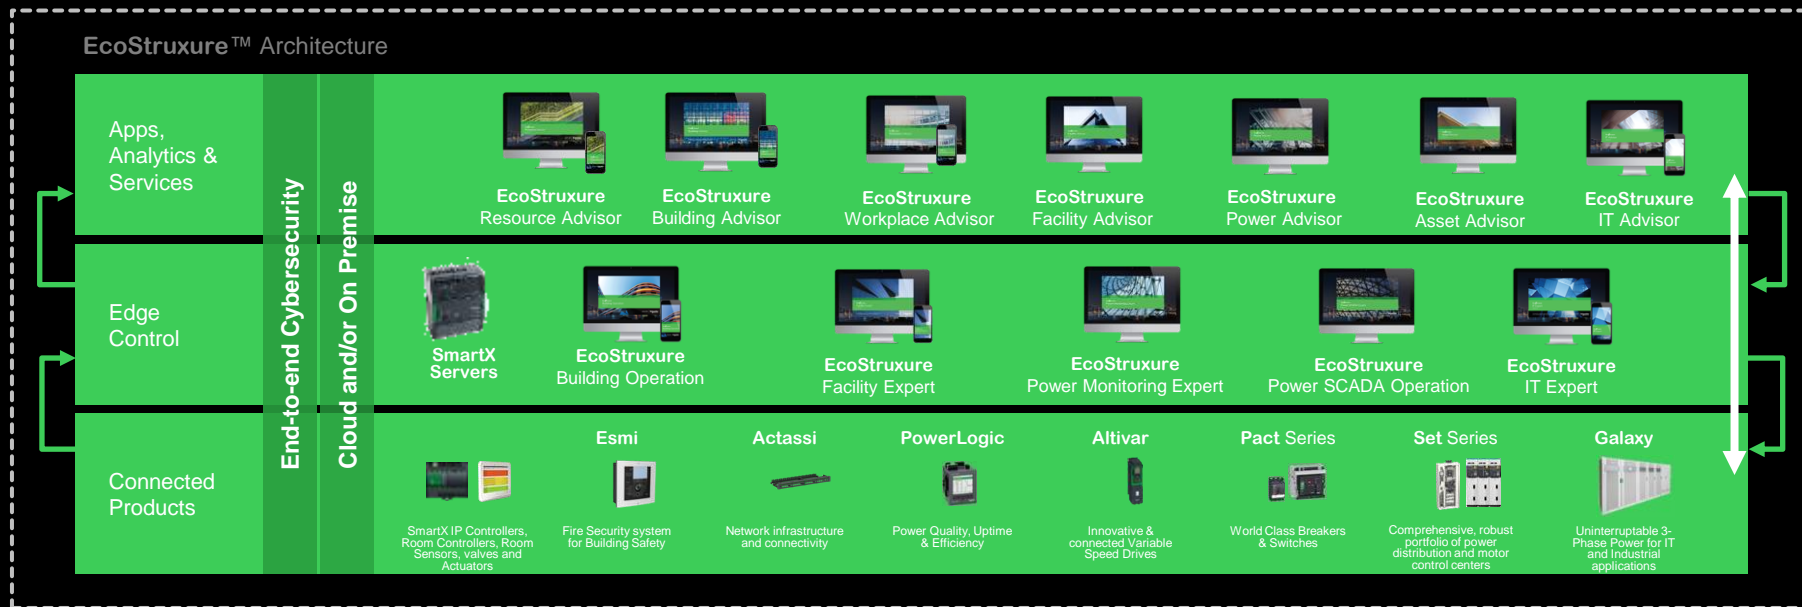 EcoStruxure™ Architecture
Apps,
Analytics &
Services
End-to-end Cybersecurity
Cloud and/or On Premise
EcoStruxure
Resource Advisor
EcoStruxure
Building Advisor
EcoStruxure
Workplace Advisor
EcoStruxure
Facility Advisor
EcoStruxure
Power Advisor
EcoStruxure
Asset Advisor
EcoStruxure
IT Advisor
Edge
Control
SmartX
Servers
EcoStruxure
Building Operation
EcoStruxure
Facility Expert
EcoStruxure
Power Monitoring Expert
EcoStruxure
Power SCADA Operation
EcoStruxure
IT Expert
Connected
Products
SmartX IP Controllers,
Room Controllers, Room
Sensors, valves and
Actuators
Esmi
Fire Security system
for Building Safety
Actassi
Network infrastructure
and connectivity
PowerLogic
Power Quality, Uptime
& Efficiency
Altivar
Innovative &
connected Variable
Speed Drives
Pact Series
World Class Breakers
& Switches
Set Series
Comprehensive, robust
portfolio of power
distribution and motor
control centers
Galaxy
Uninterruptable 3-
Phase Power for IT
and Industrial
applications